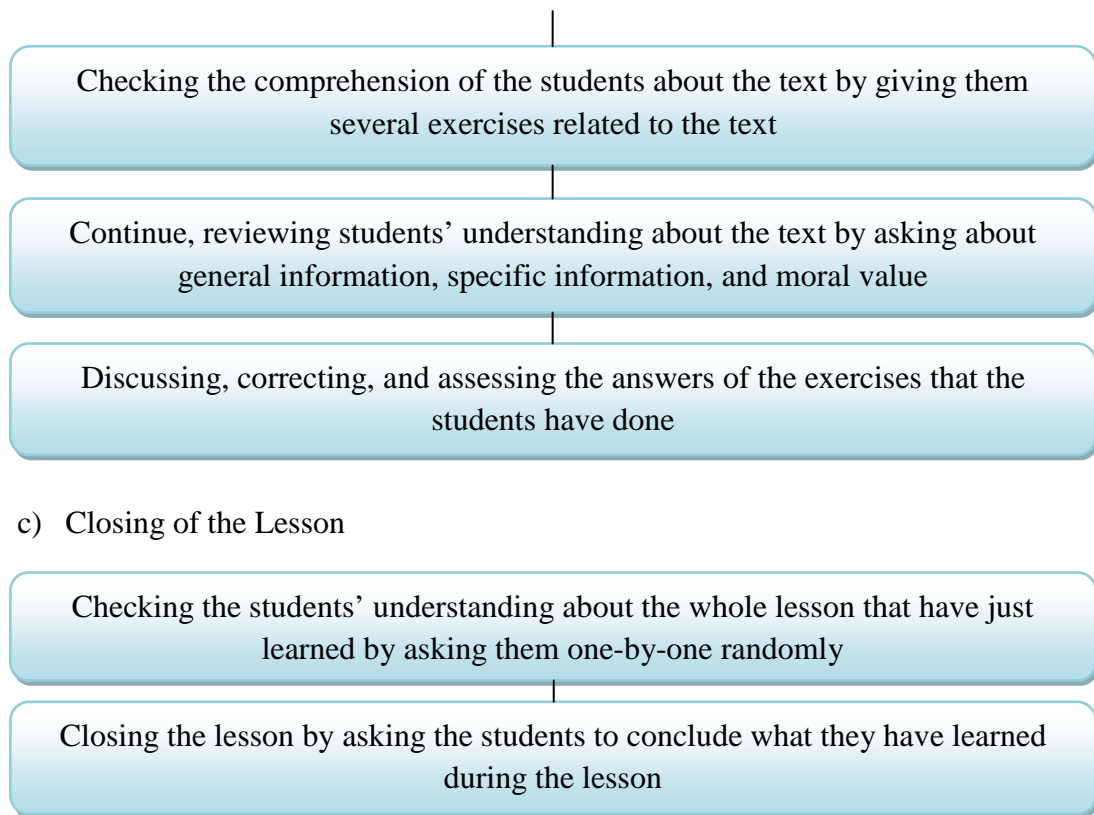 Checking the comprehension of the students about the text by giving them
several exercises related to the text
Continue, reviewing students’ understanding about the text by asking about
general information, specific information, and moral value
Discussing, correcting, and assessing the answers of the exercises that the
students have done
c) Closing of the Lesson
Checking the students’ understanding about the whole lesson that have just
learned by asking them one-by-one randomly
Closing the lesson by asking the students to conclude what they have learned
during the lesson